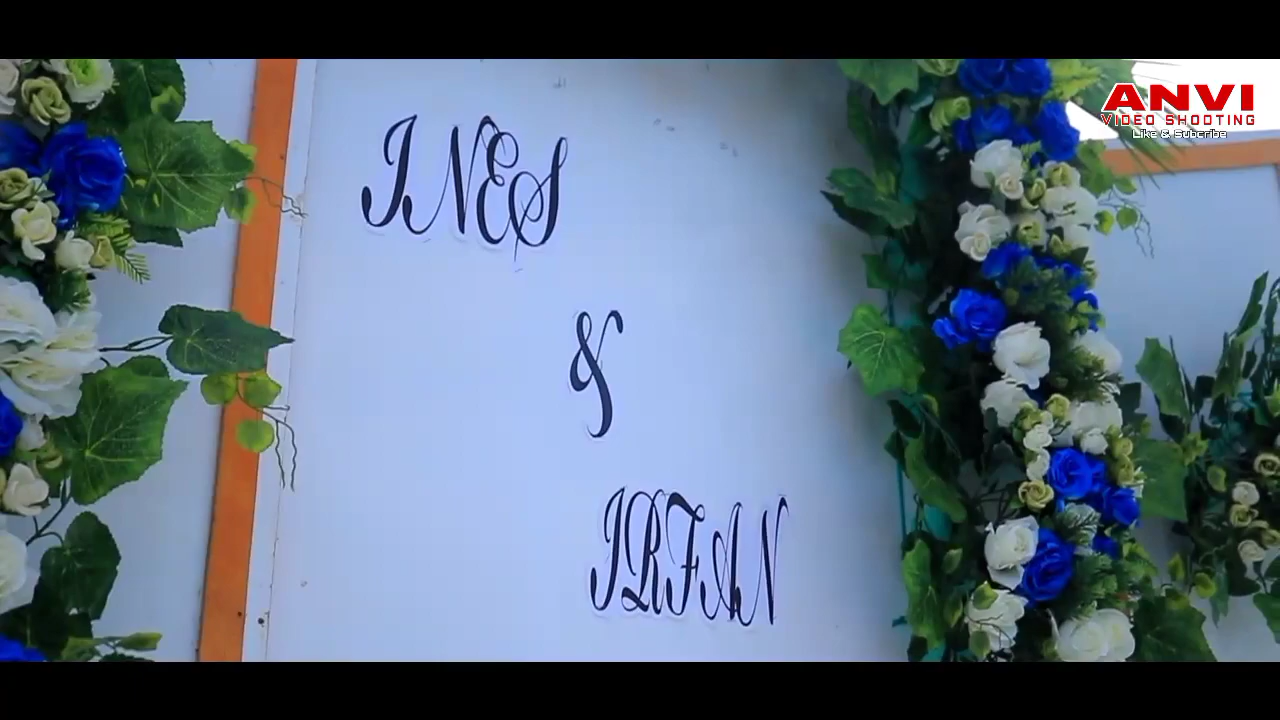 INES
&
IRFAN
ANVI
VIDEO SHOOTING
Like & Subcribe